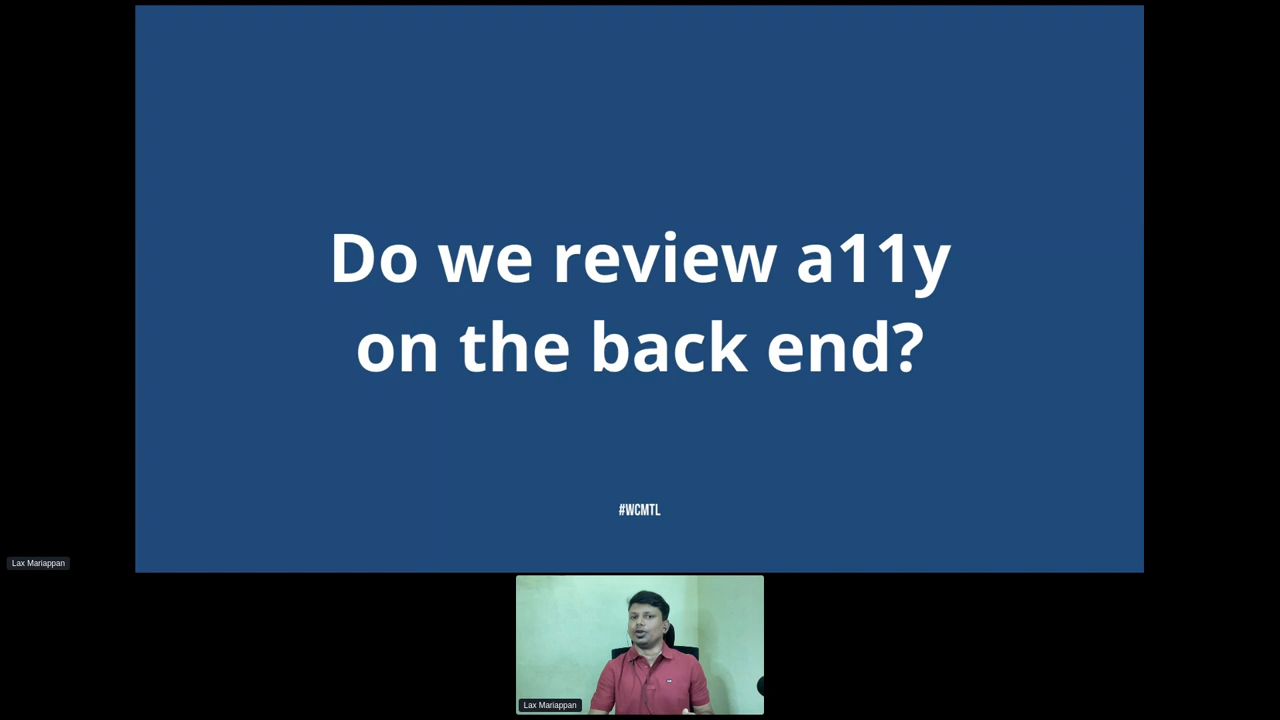 Do we review a11y
on the back end?
#WCMTL
Lax Mariappan
Lax Mariappan